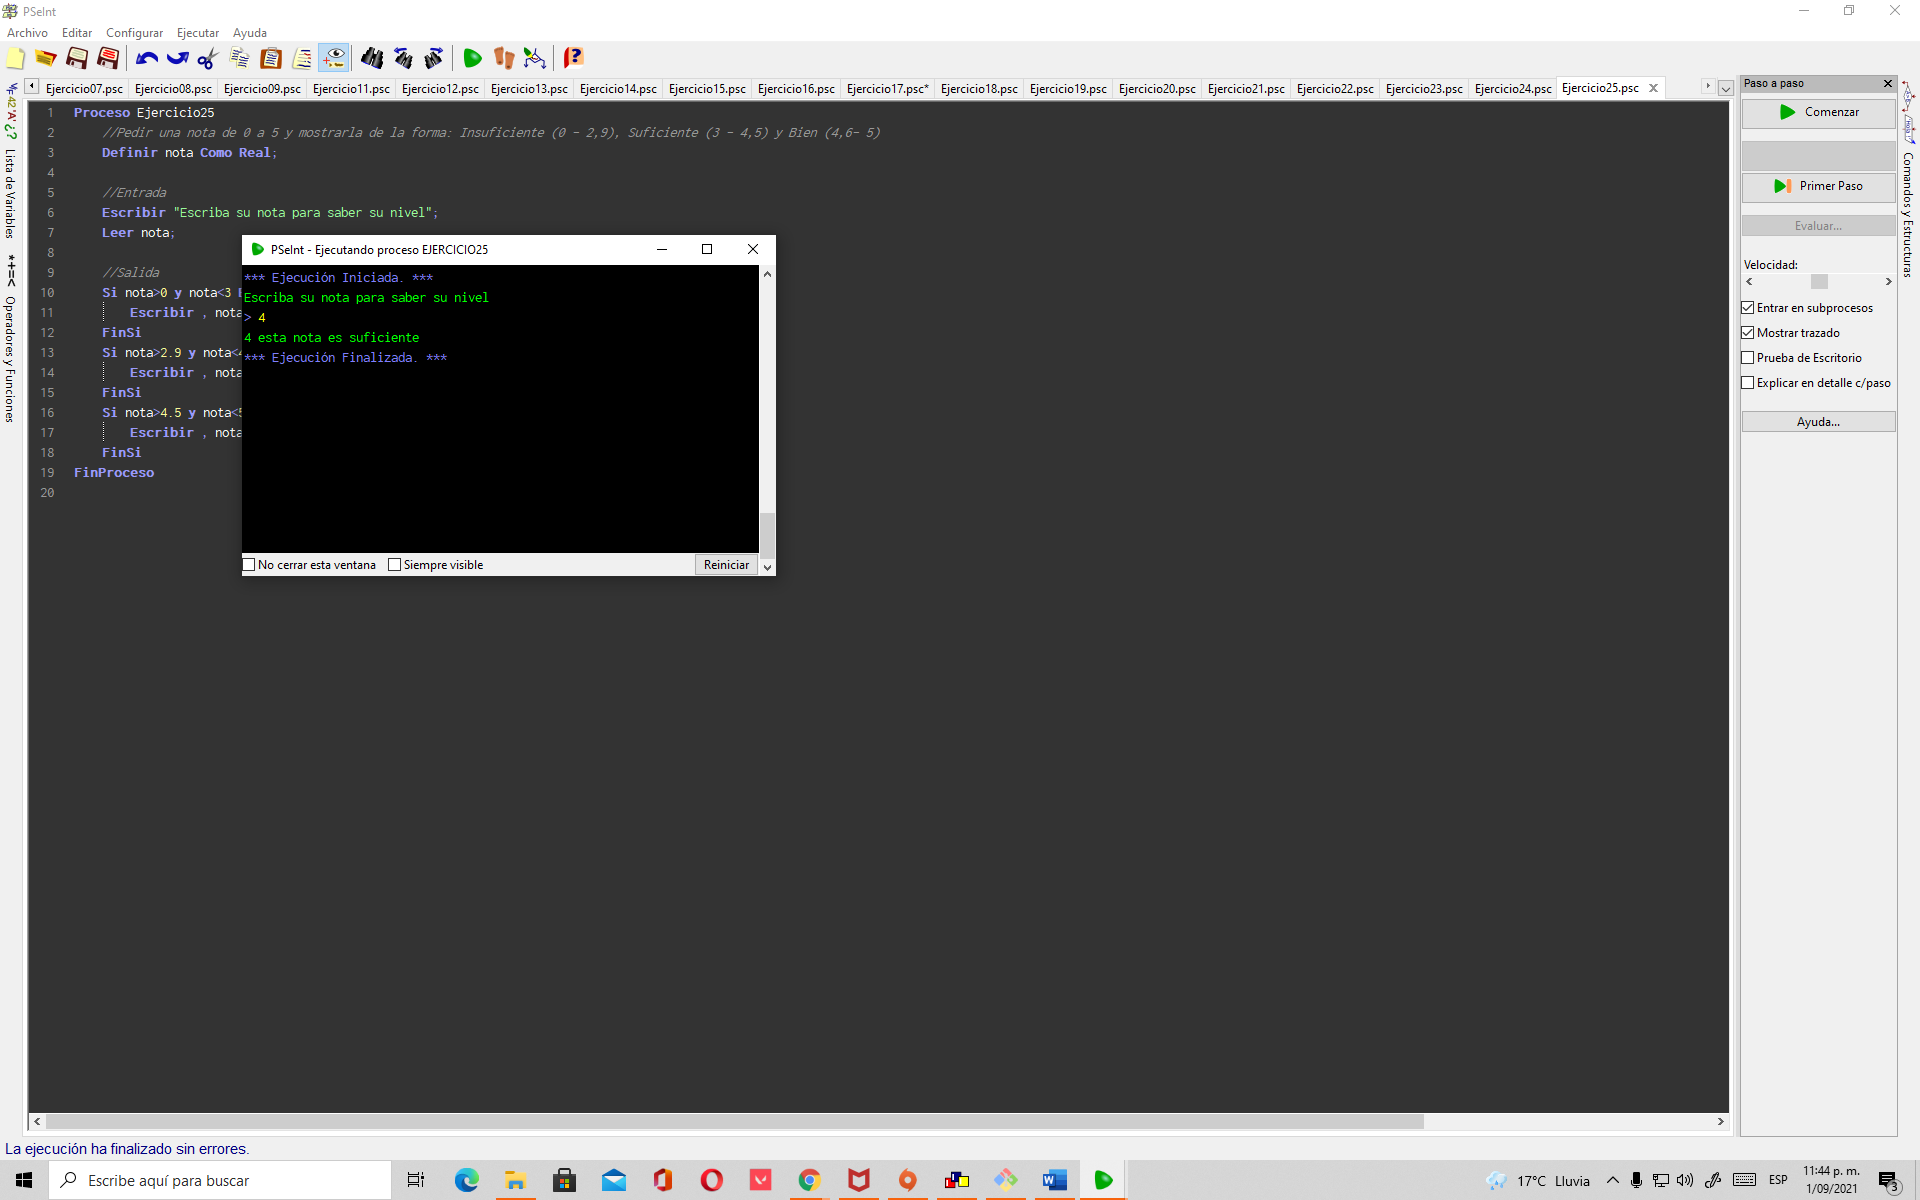 PSeInt
Archivo Editar Configurar Ejecutar Ayuda
Ejercicio07.psc Ejercicio08.psc Ejercicio09.psc Ejercicio11.psc Ejercicio12.psc Ejercicio13.psc Ejercicio14.psc Ejercicio15.psc Ejercicio16.psc Ejercicio17.psc* Ejercicio18.psc Ejercicio19.psc Ejercicio20.psc Ejercicio21.psc Ejercicio22.psc Ejercicio23.psc Ejercicio24.psc Ejercicio25.psc
Lista de Variables
*+=< Operadores y Funciones
1 Proceso Ejercicio25
2 //Pedir una nota de 0 a 5 y mostrarla de la forma: Insuficiente (0 - 2,9), Suficiente (3 - 4,5) y Bien (4,6- 5)
3 Definir nota Como Real;
4
5 //Entrada
6 Escribir "Escriba su nota para saber su nivel";
7 Leer nota;
8
9 //Salida
10 Si nota>0 y nota<3
11 Escribir , nota
12 FinSi
13 Si nota>2.9 y nota<
14 Escribir , nota
15 FinSi
16 Si nota>4.5 y nota<5
17 Escribir , nota
18 FinSi
19 FinProceso
20
PSeInt - Ejecutando proceso EJERCICIO25
*** Ejecución Iniciada. ***
Escriba su nota para saber su nivel
> 4
4 esta nota es suficiente
*** Ejecución Finalizada. ***
No cerrar esta ventana Siempre visible Reiniciar
Paso a paso
Comenzar
Primer Paso
Evaluar...
Velocidad:
Entrar en subprocesos
Mostrar trazado
Prueba de Escritorio
Explicar en detalle c/paso
Ayuda...
Comandos y Estructuras
La ejecución ha finalizado sin errores.
Escribe aquí para buscar
17°C Lluvia
ESP
11:44 p. m.
1/09/2021
3